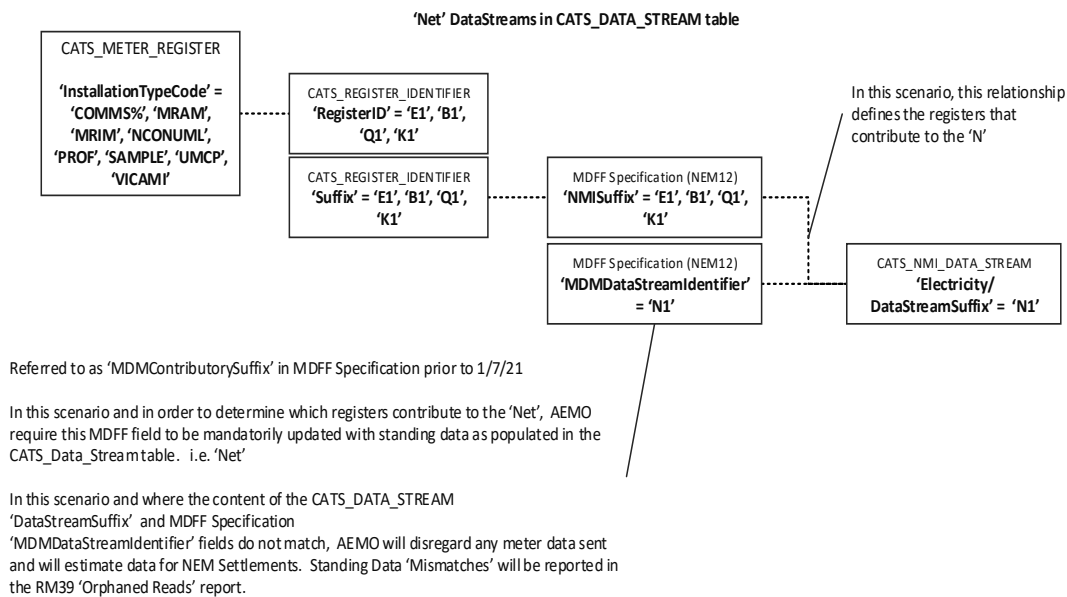 ‘Net’ DataStreams in CATS_DATA_STREAM table
CATS_METER_REGISTER
‘InstallationTypeCode’ =
‘COMMS%’, ‘MRAM’,
‘MRIM’, ‘NCONUML’,
‘PROF’, ‘SAMPLE’, ‘UMCP’,
‘VICAMI’
CATS_REGISTER_IDENTIFIER
‘RegisterID’ = ‘E1’, ‘B1’,
‘Q1’, ‘K1’
CATS_REGISTER_IDENTIFIER
‘Suffix’ = ‘E1’, ‘B1’, ‘Q1’,
‘K1’
MDFF Specification (NEM12)
‘NMISuffix’ = ‘E1’, ‘B1’, ‘Q1’,
‘K1’
MDFF Specification (NEM12)
‘MDMDataStreamIdentifier’
= ‘N1’
In this scenario, this relationship
defines the registers that
contribute to the ‘N’
CATS_NMI_DATA_STREAM
‘Electricity/
DataStreamSuffix’ = ‘N1’
Referred to as ‘MDMContributorySuffix’ in MDFF Specification prior to 1/7/21
In this scenario and in order to determine which registers contribute to the ‘Net’, AEMO
require this MDFF field to be mandatorily updated with standing data as populated in the
CATS_Data_Stream table. i.e. ‘Net’
In this scenario and where the content of the CATS_DATA_STREAM
‘DataStreamSuffix’ and MDFF Specification
‘MDMDataStreamIdentifier’ fields do not match, AEMO will disregard any meter data sent
and will estimate data for NEM Settlements. Standing Data ‘Mismatches’ will be reported in
the RM39 ‘Orphaned Reads’ report.